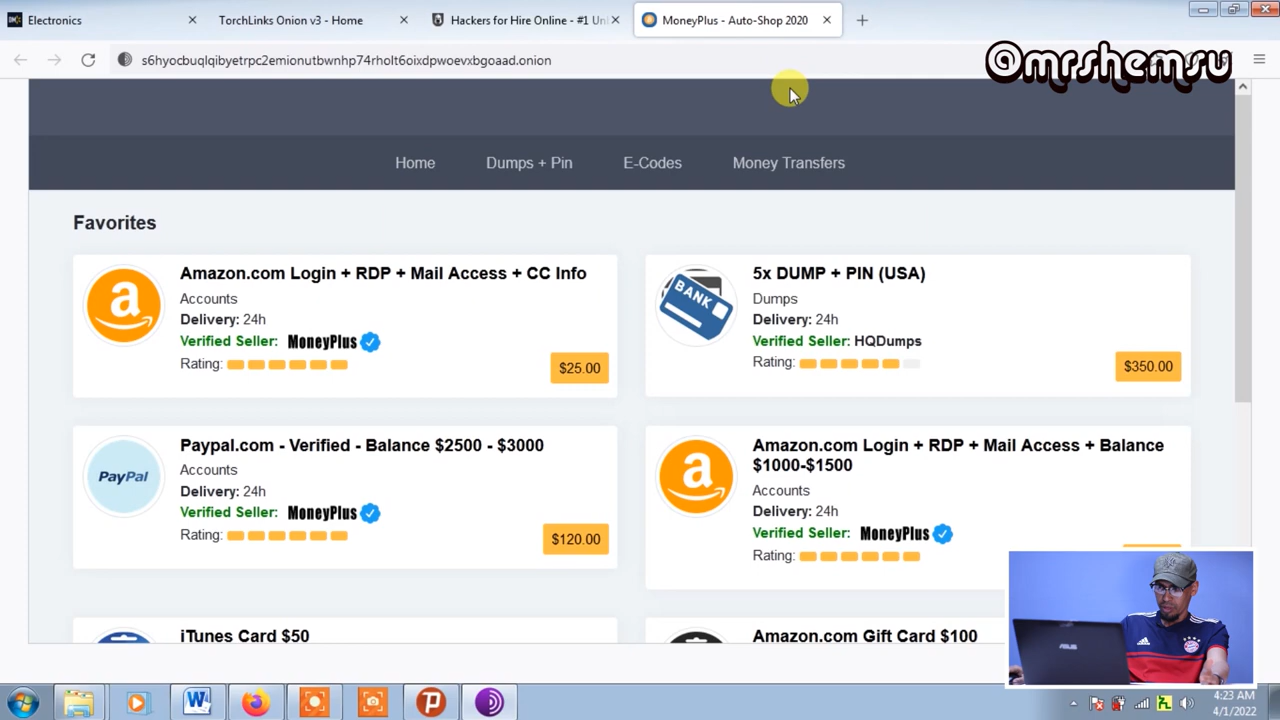 Electronics
TorchLinks Onion v3 - Home
Hackers for Hire Online - #1 Un
MoneyPlus - Auto-Shop 2020
s6hyocbuqlqibyetrpc2emionutbwnhp74rholt6oixdpwoevxbgoaad.onion
@mrshemsu
Home
Dumps + Pin
E-Codes
Money Transfers
Favorites
Amazon.com Login + RDP + Mail Access + CC Info
Accounts
Delivery: 24h
Verified Seller: MoneyPlus
Rating:
$25.00
5x DUMP + PIN (USA)
Dumps
Delivery: 24h
Verified Seller: HQDumps
Rating:
$350.00
BANK
Paypal.com - Verified - Balance $2500 - $3000
Accounts
Delivery: 24h
Verified Seller: MoneyPlus
Rating:
$120.00
PayPal
Amazon.com Login + RDP + Mail Access + Balance
$1000-$1500
Accounts
Delivery: 24h
Verified Seller: MoneyPlus
Rating:
iTunes Card $50
Amazon.com Gift Card $100
ASUS
4:23 AM
4/1/2022